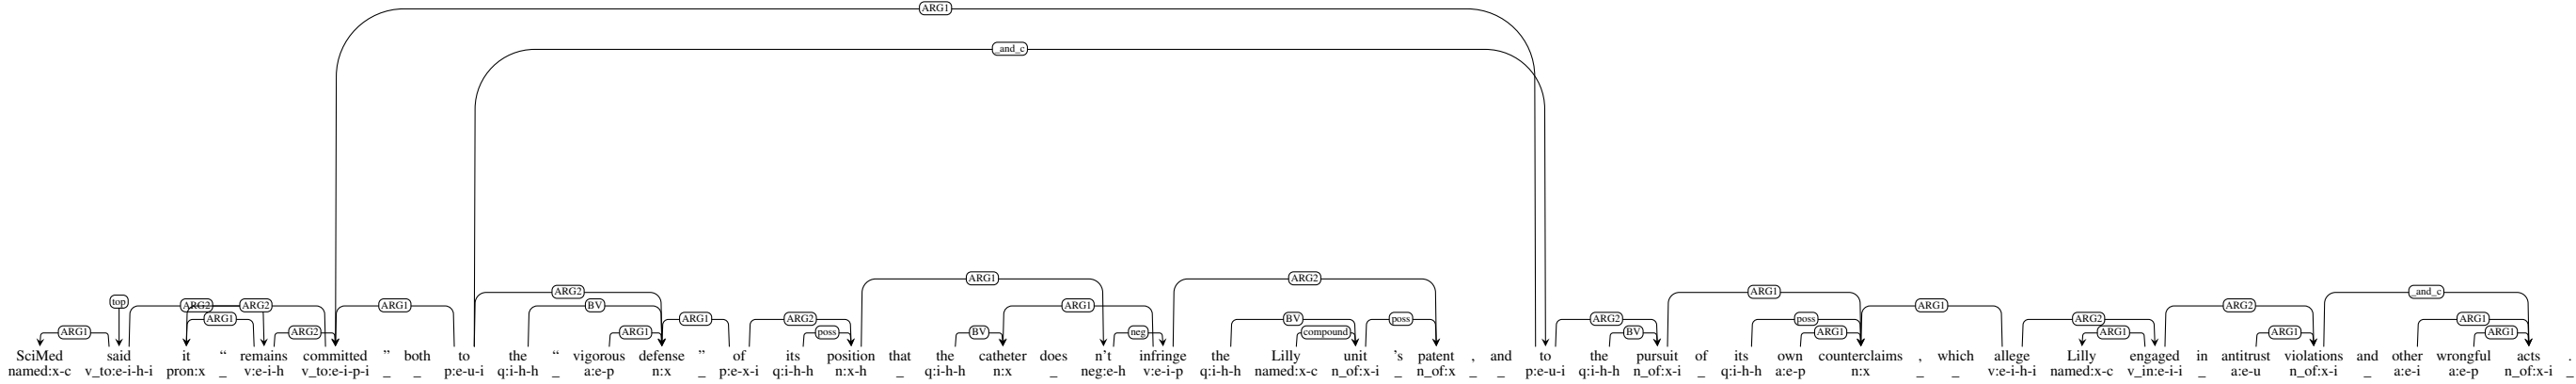 ARG1
_and_c
ARG1 ARG2 BV ARG1 _and_c
top ARG2 ARG2 ARG1 ARG2 BV ARG1 ARG2 ARG1 ARG2
ARG1 ARG2 BV ARG2 poss ARG2
ARG1 ARG2 ARG1 ARG1 poss BV neg compound poss BV ARG1 ARG1 ARG1 ARG1 ARG1
SciMed said it “ remains committed ” both to the “ vigorous defense ” of its position that the catheter does n't infringe the Lilly unit 's patent , and to the pursuit of its own counterclaims , which allege Lilly engaged in antitrust violations and other wrongful acts .
named:x-c v_to:e-i-h-i pron:x _ v:e-i-h v_to:e-i-p-i _ _ p:e-u-i q:i-h-h _ a:e-p n:x _ p:e-x-i q:i-h-h n:x-h _ q:i-h-h n:x _ neg:e-h v:e-i-p q:i-h-h named:x-c n_of:x-i _ n_of:x _ _ p:e-u-i q:i-h-h n_of:x-i _ q:i-h-h a:e-p n:x _ _ v:e-i-h-i named:x-c v_in:e-i-i _ a:e-u n_of:x-i _ a:e-i a:e-p n_of:x-i _